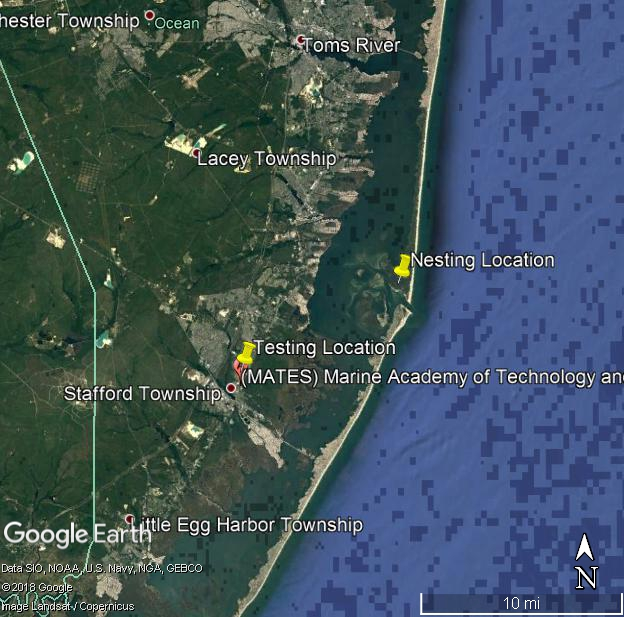 hester Township
Ocean
Toms River
Lacey Township
Nesting Location
Testing Location
(MATES) Marine Academy of Technology and
Stafford Township
Little Egg Harbor Township
Google Earth
Data SIO, NOAA, U.S. Navy, NGA, GEBCO
©2018 Google
Image Landsat / Copernicus
N
10 mi